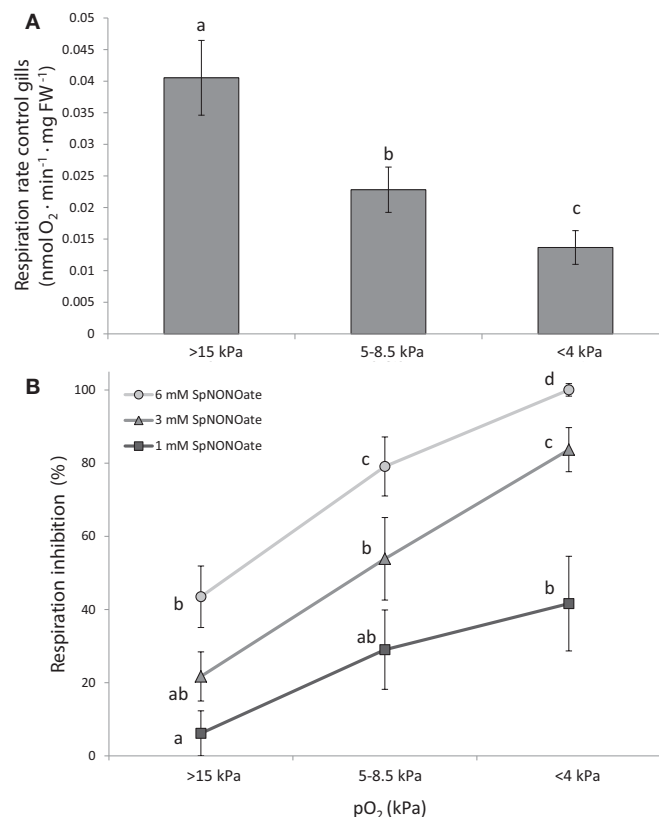 A
Respiration rate control gills
(nmol O₂ · min⁻¹ · mg FW⁻¹)
0.05
0.045
0.04
0.035
0.03
0.025
0.02
0.015
0.01
0.005
0
a
b
c
>15 kPa
5-8.5 kPa
<4 kPa
B
Respiration inhibition (%)
100
80
60
40
20
0
6 mM SpNONOate
3 mM SpNONOate
1 mM SpNONOate
b
c
d
ab
b
c
a
ab
b
>15 kPa
5-8.5 kPa
<4 kPa
pO₂ (kPa)